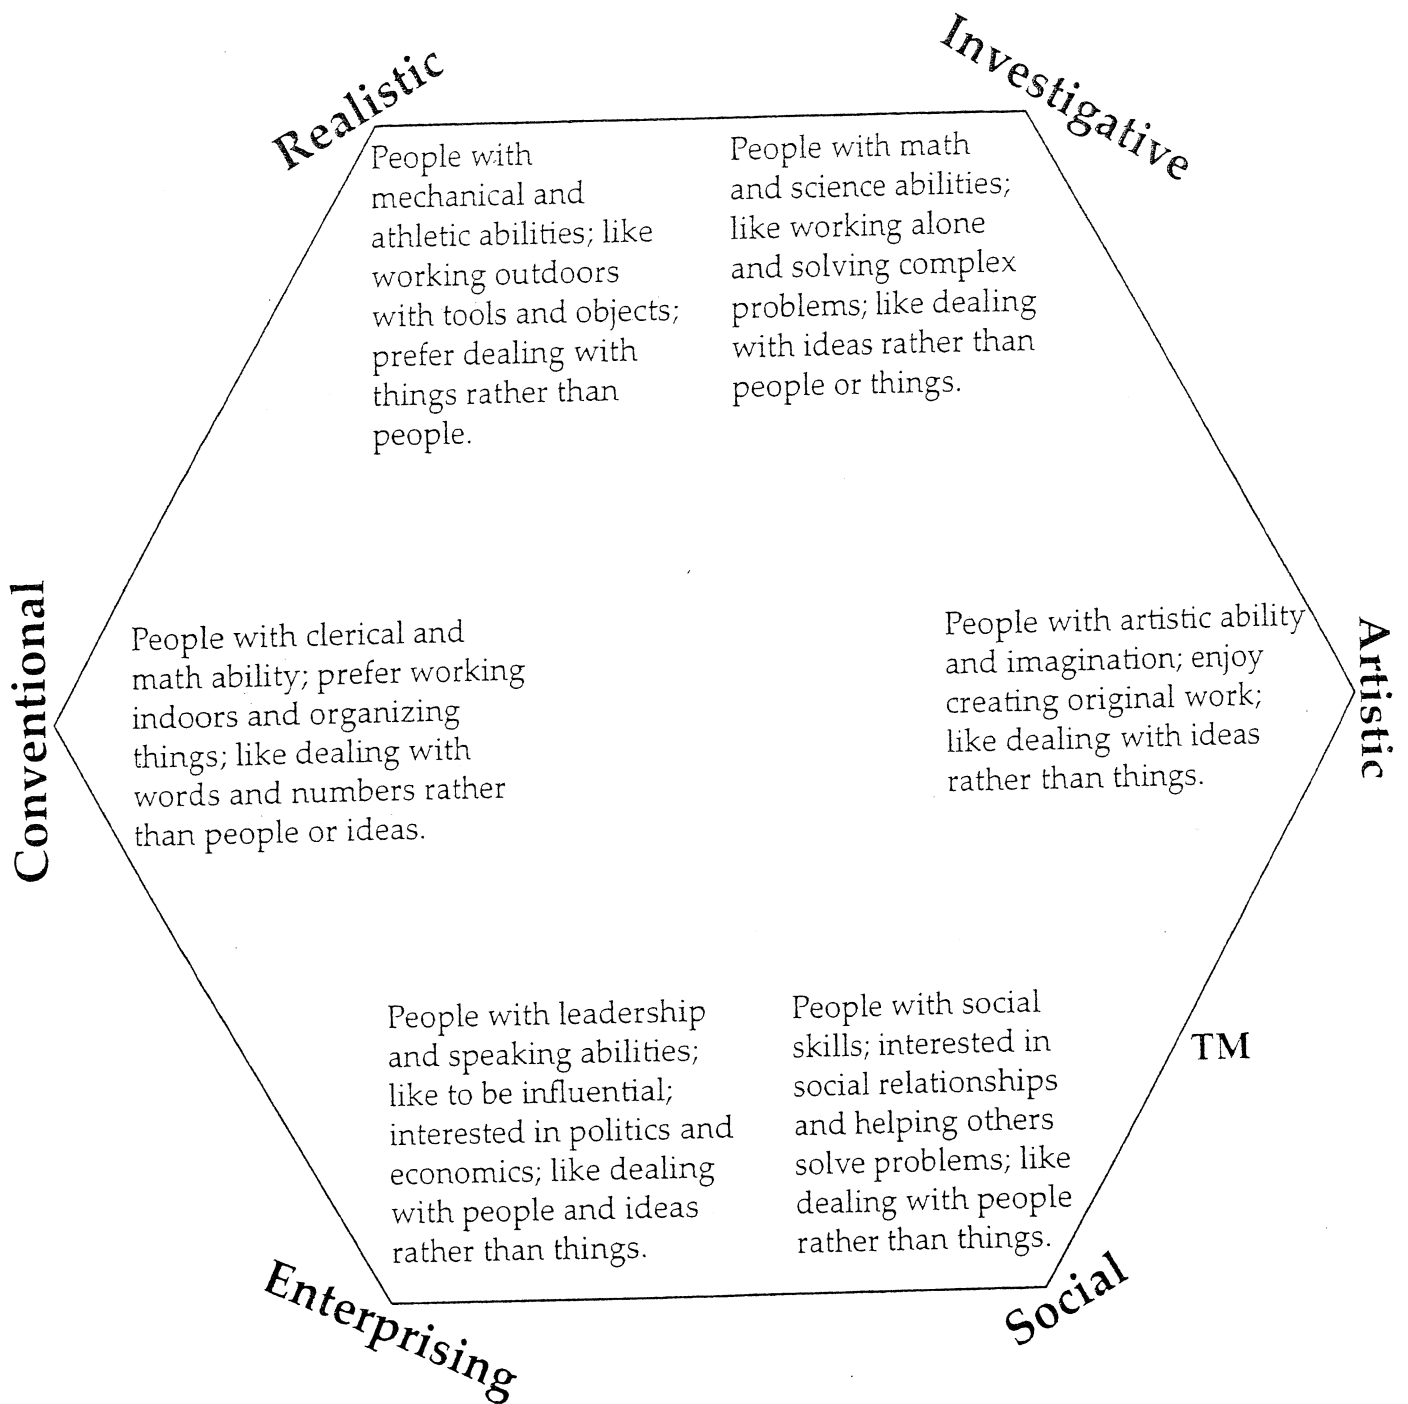 Realistic
People with
mechanical and
athletic abilities; like
working outdoors
with tools and objects;
prefer dealing with
things rather than
people.
Investigative
People with math
and science abilities;
like working alone
and solving complex
problems; like dealing
with ideas rather than
people or things.
Conventional
People with clerical and
math ability; prefer working
indoors and organizing
things; like dealing with
words and numbers rather
than people or ideas.
Artistic
People with artistic ability
and imagination; enjoy
creating original work;
like dealing with ideas
rather than things.
People with leadership
and speaking abilities;
like to be influential;
interested in politics and
economics; like dealing
with people and ideas
rather than things.
Enterprising
People with social
skills; interested in
social relationships
and helping others
solve problems; like
dealing with people
rather than things.
TM
Social